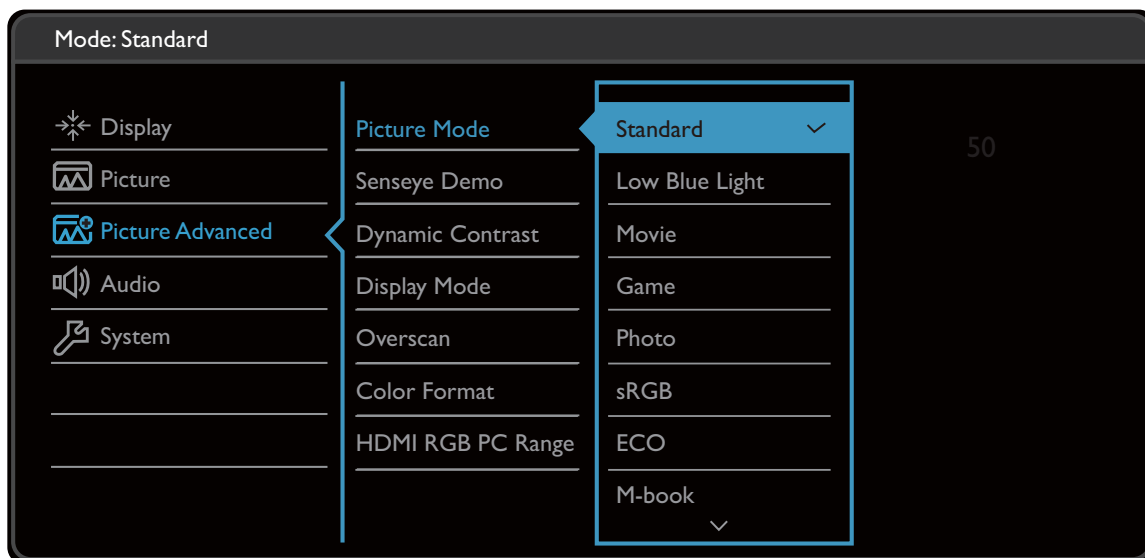 Mode: Standard
Display
Picture
Picture Advanced
Audio
System
Picture Mode
Senseye Demo
Dynamic Contrast
Display Mode
Overscan
Color Format
HDMI RGB PC Range
Standard
Low Blue Light
Movie
Game
Photo
sRGB
ECO
M-book
50